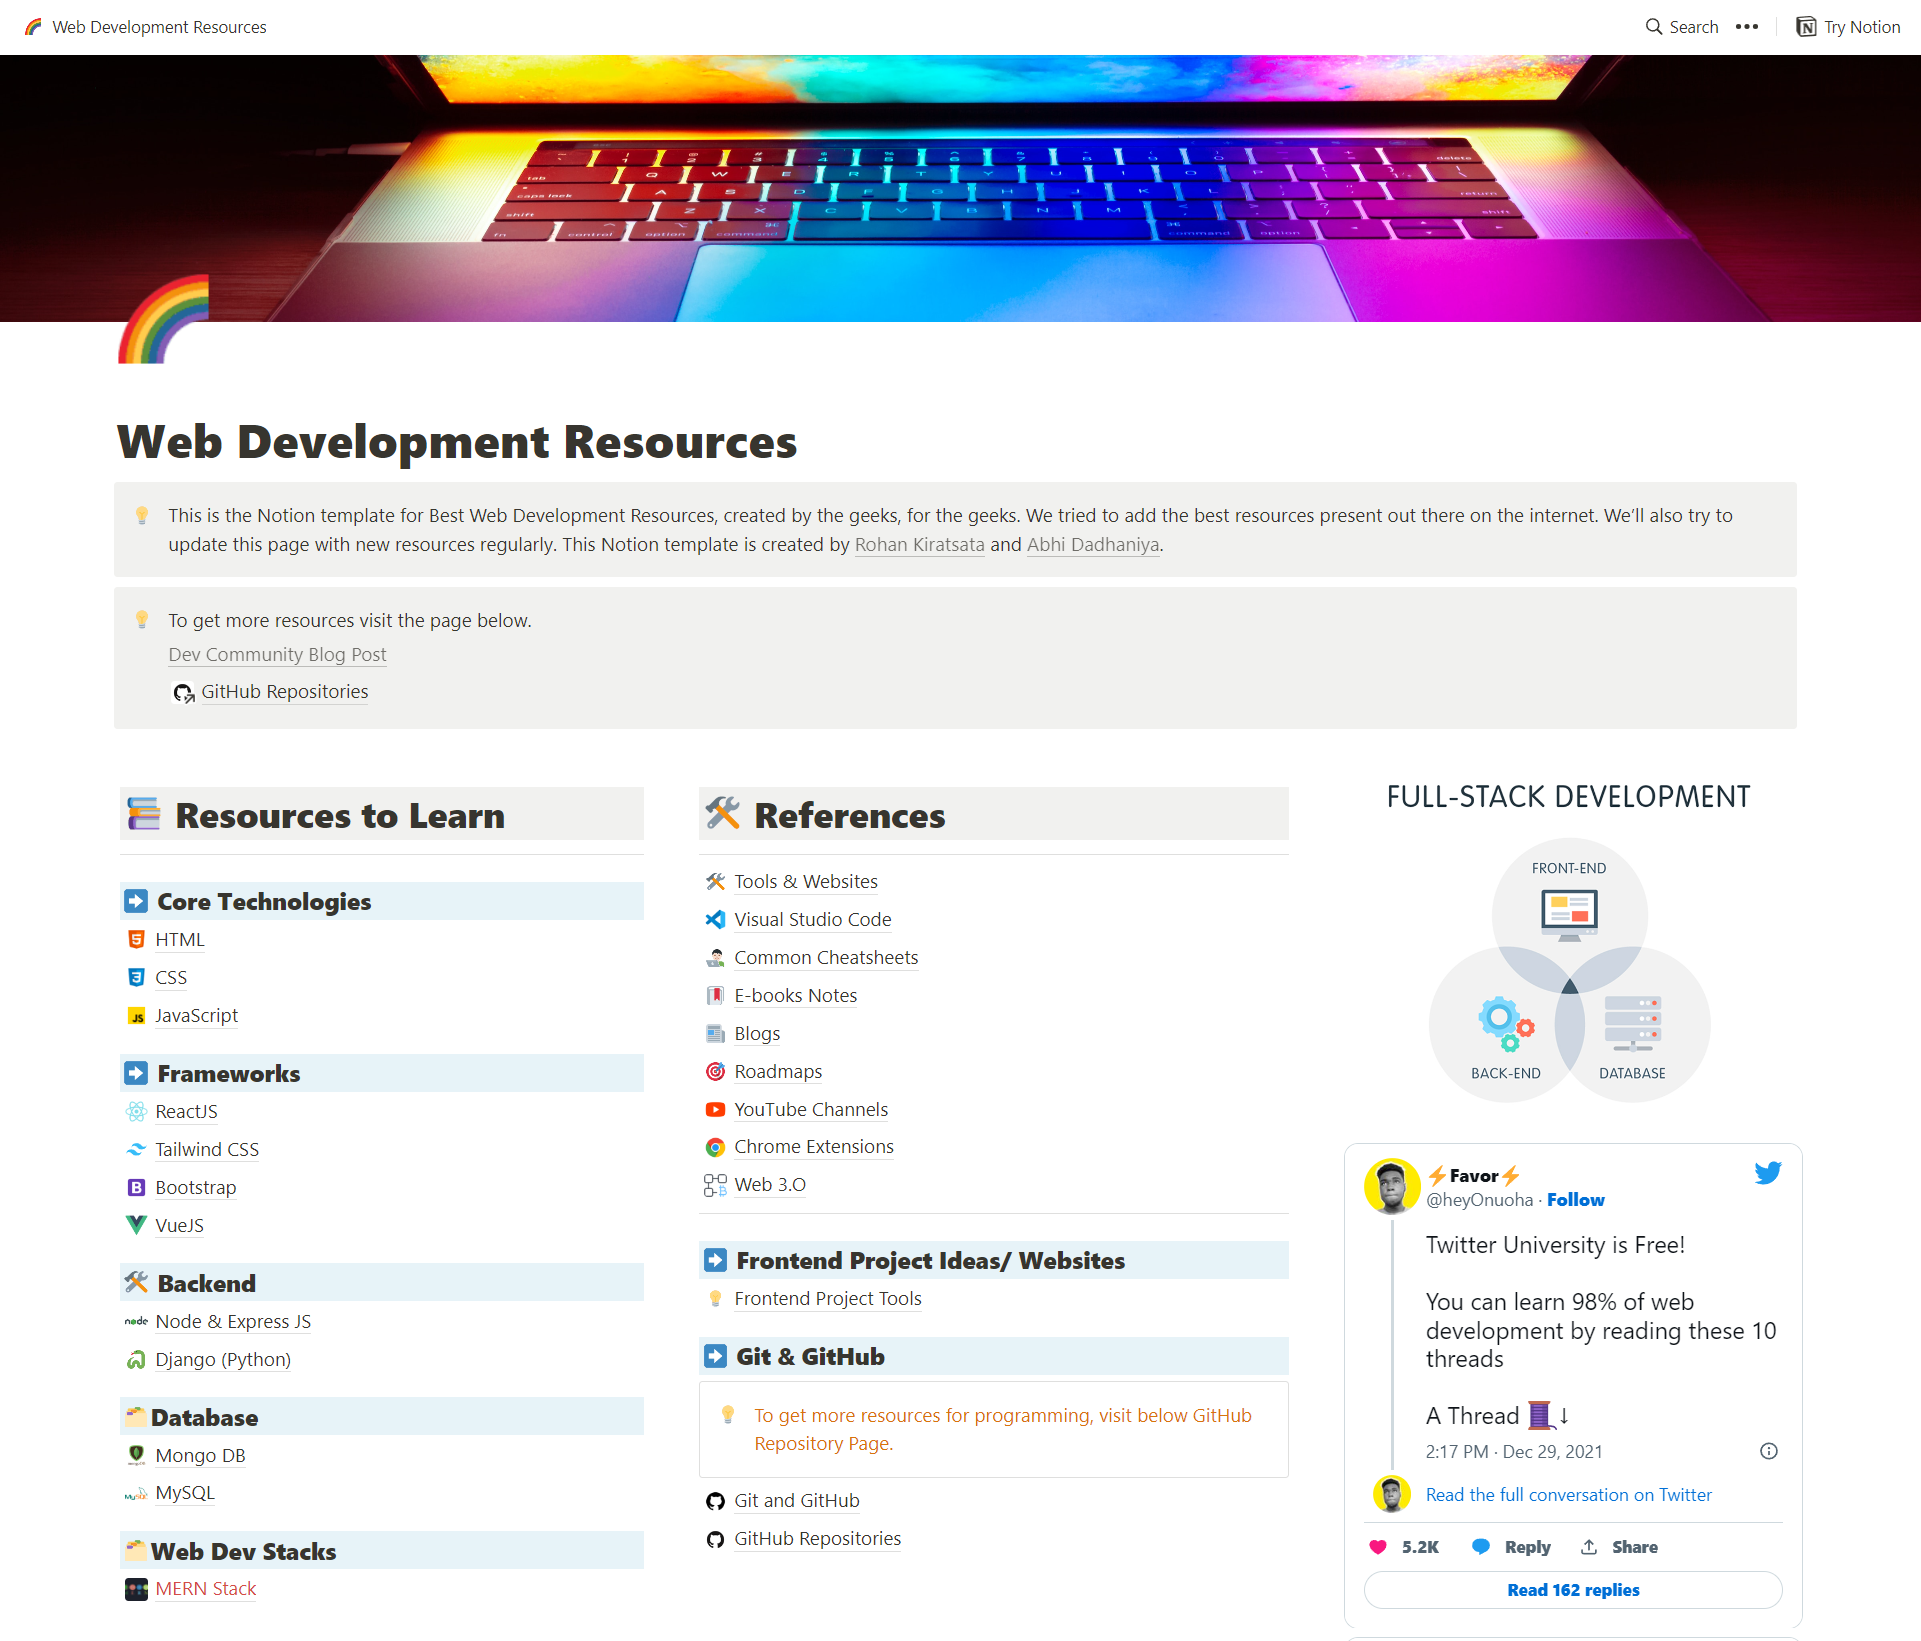 Web Development Resources
Search
Try Notion
Web Development Resources
This is the Notion template for Best Web Development Resources, created by the geeks, for the geeks. We tried to add the best resources present out there on the internet. We'll also try to
update this page with new resources regularly. This Notion template is created by Rohan Kiratsata and Abhi Dadhaniya.
To get more resources visit the page below.
Dev Community Blog Post
GitHub Repositories
Resources to Learn
Core Technologies
HTML
CSS
JavaScript
Frameworks
ReactJS
Tailwind CSS
Bootstrap
VueJS
Backend
Node & Express JS
Django (Python)
Database
Mongo DB
MySQL
Web Dev Stacks
MERN Stack
References
Tools & Websites
Visual Studio Code
Common Cheatsheets
E-books Notes
Blogs
Roadmaps
YouTube Channels
Chrome Extensions
Web 3.O
Frontend Project Ideas/ Websites
Frontend Project Tools
Git & GitHub
To get more resources for programming, visit below GitHub
Repository Page.
Git and GitHub
GitHub Repositories
FULL-STACK DEVELOPMENT
FRONT-END
BACK-END
DATABASE
⚡Favor⚡
@heyOnuoha · Follow
Twitter University is Free!
You can learn 98% of web
development by reading these 10
threads
A Thread 🧵↓
2:17 PM · Dec 29, 2021
Read the full conversation on Twitter
5.2K
Reply
Share
Read 162 replies